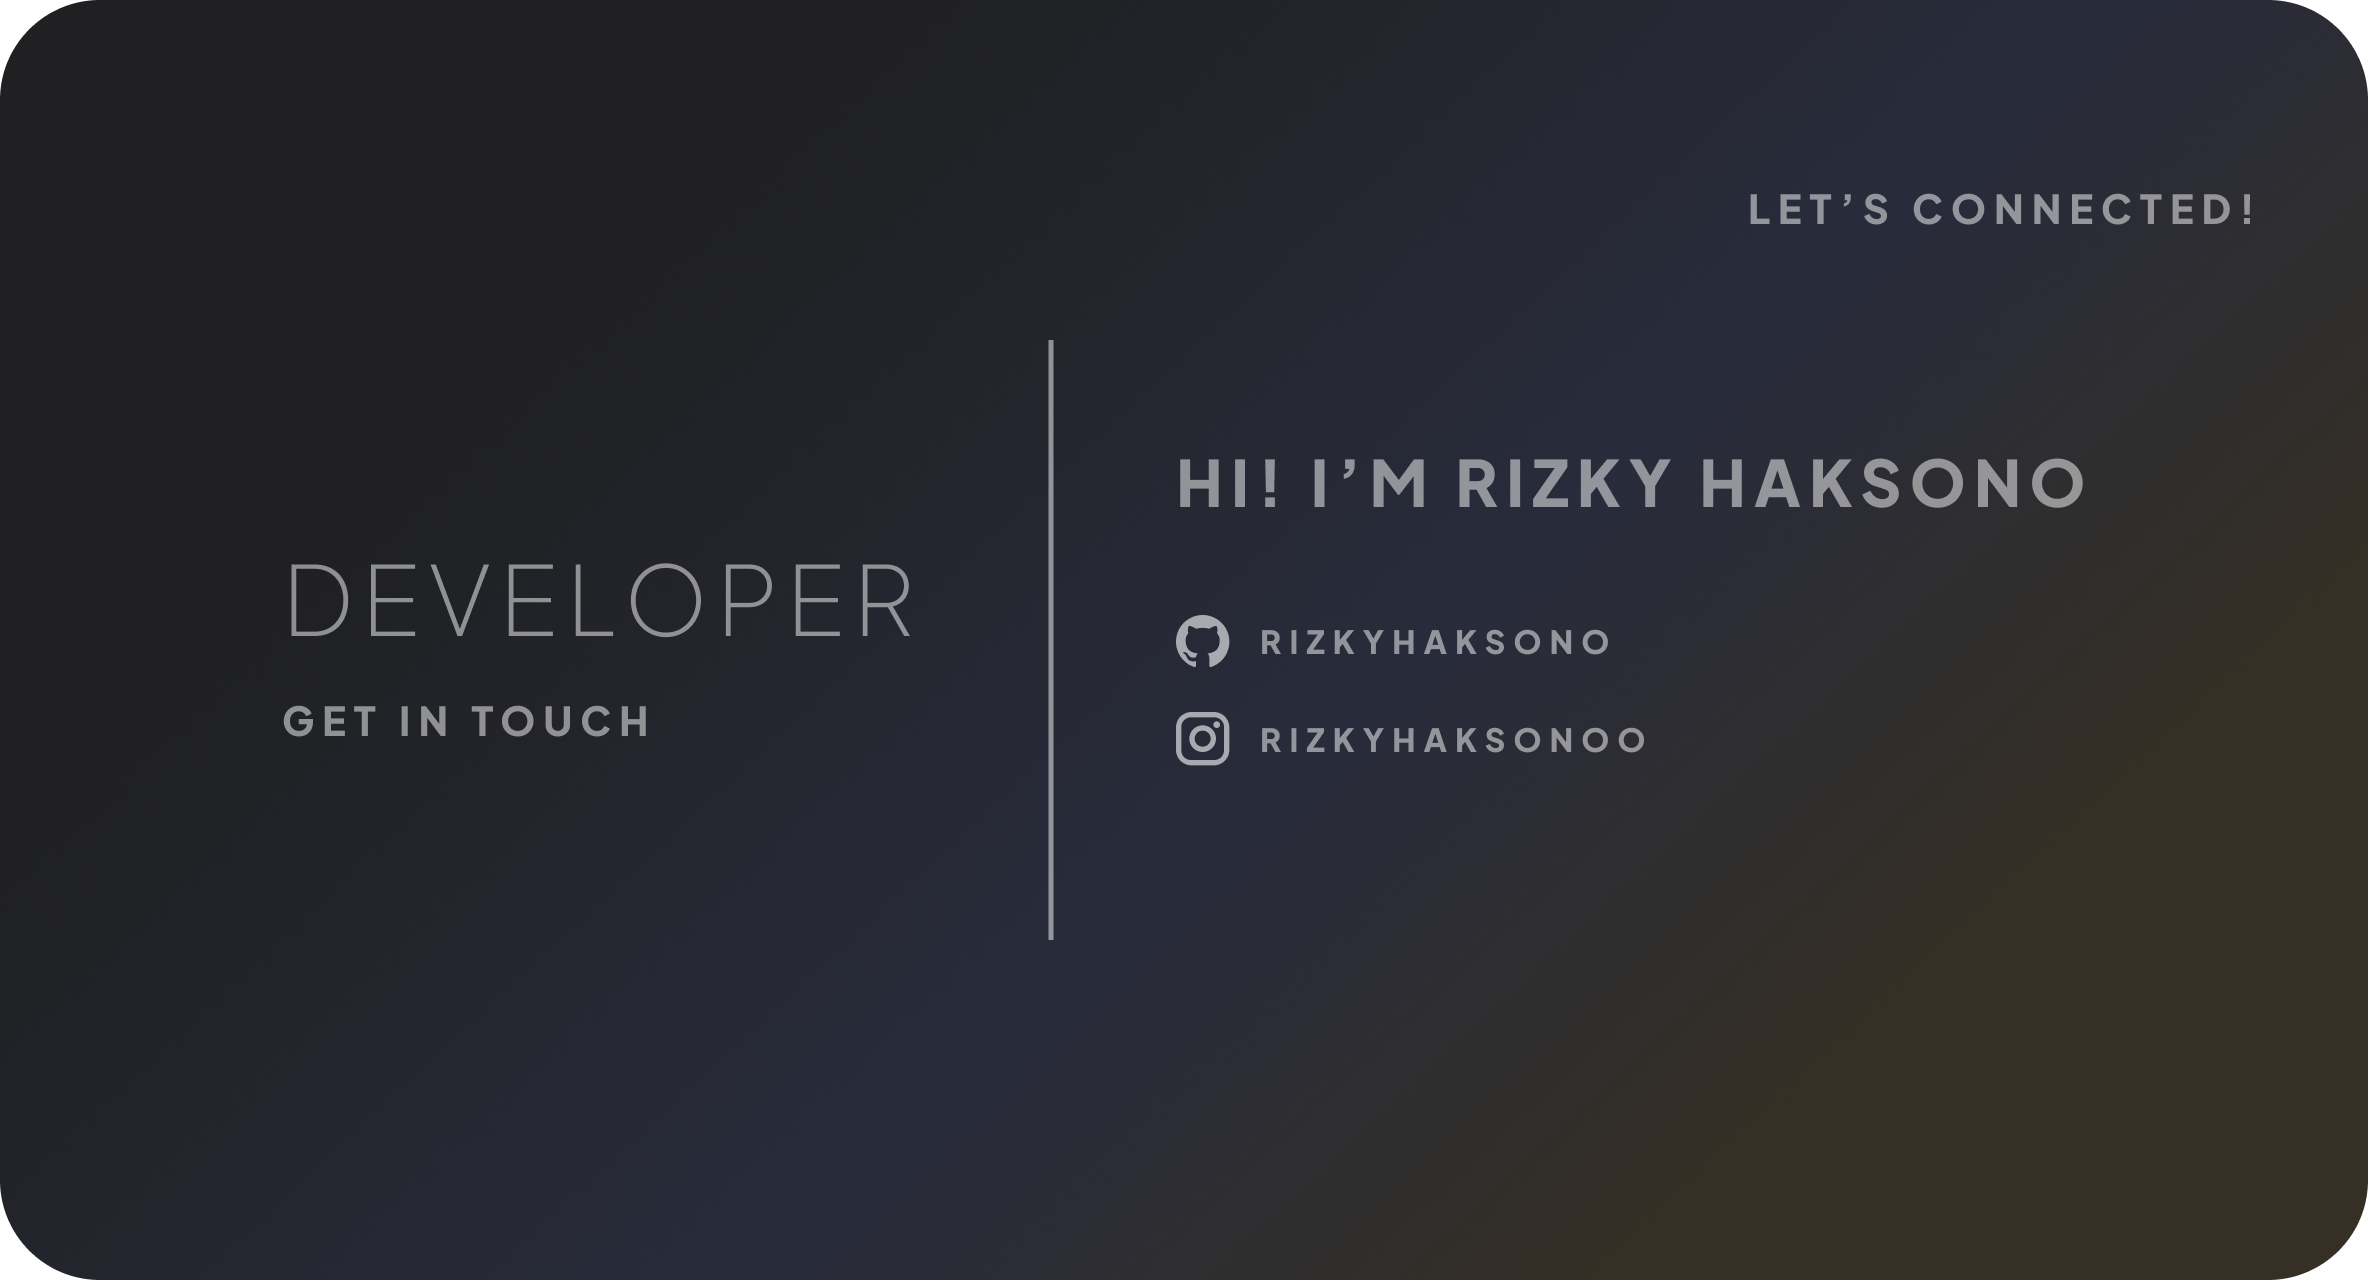 LET’S CONNECTED!
DEVELOPER
GET IN TOUCH
HI! I’M RIZKY HAKSONO
RIZKYHAKSONO
RIZKYHAKSONOO